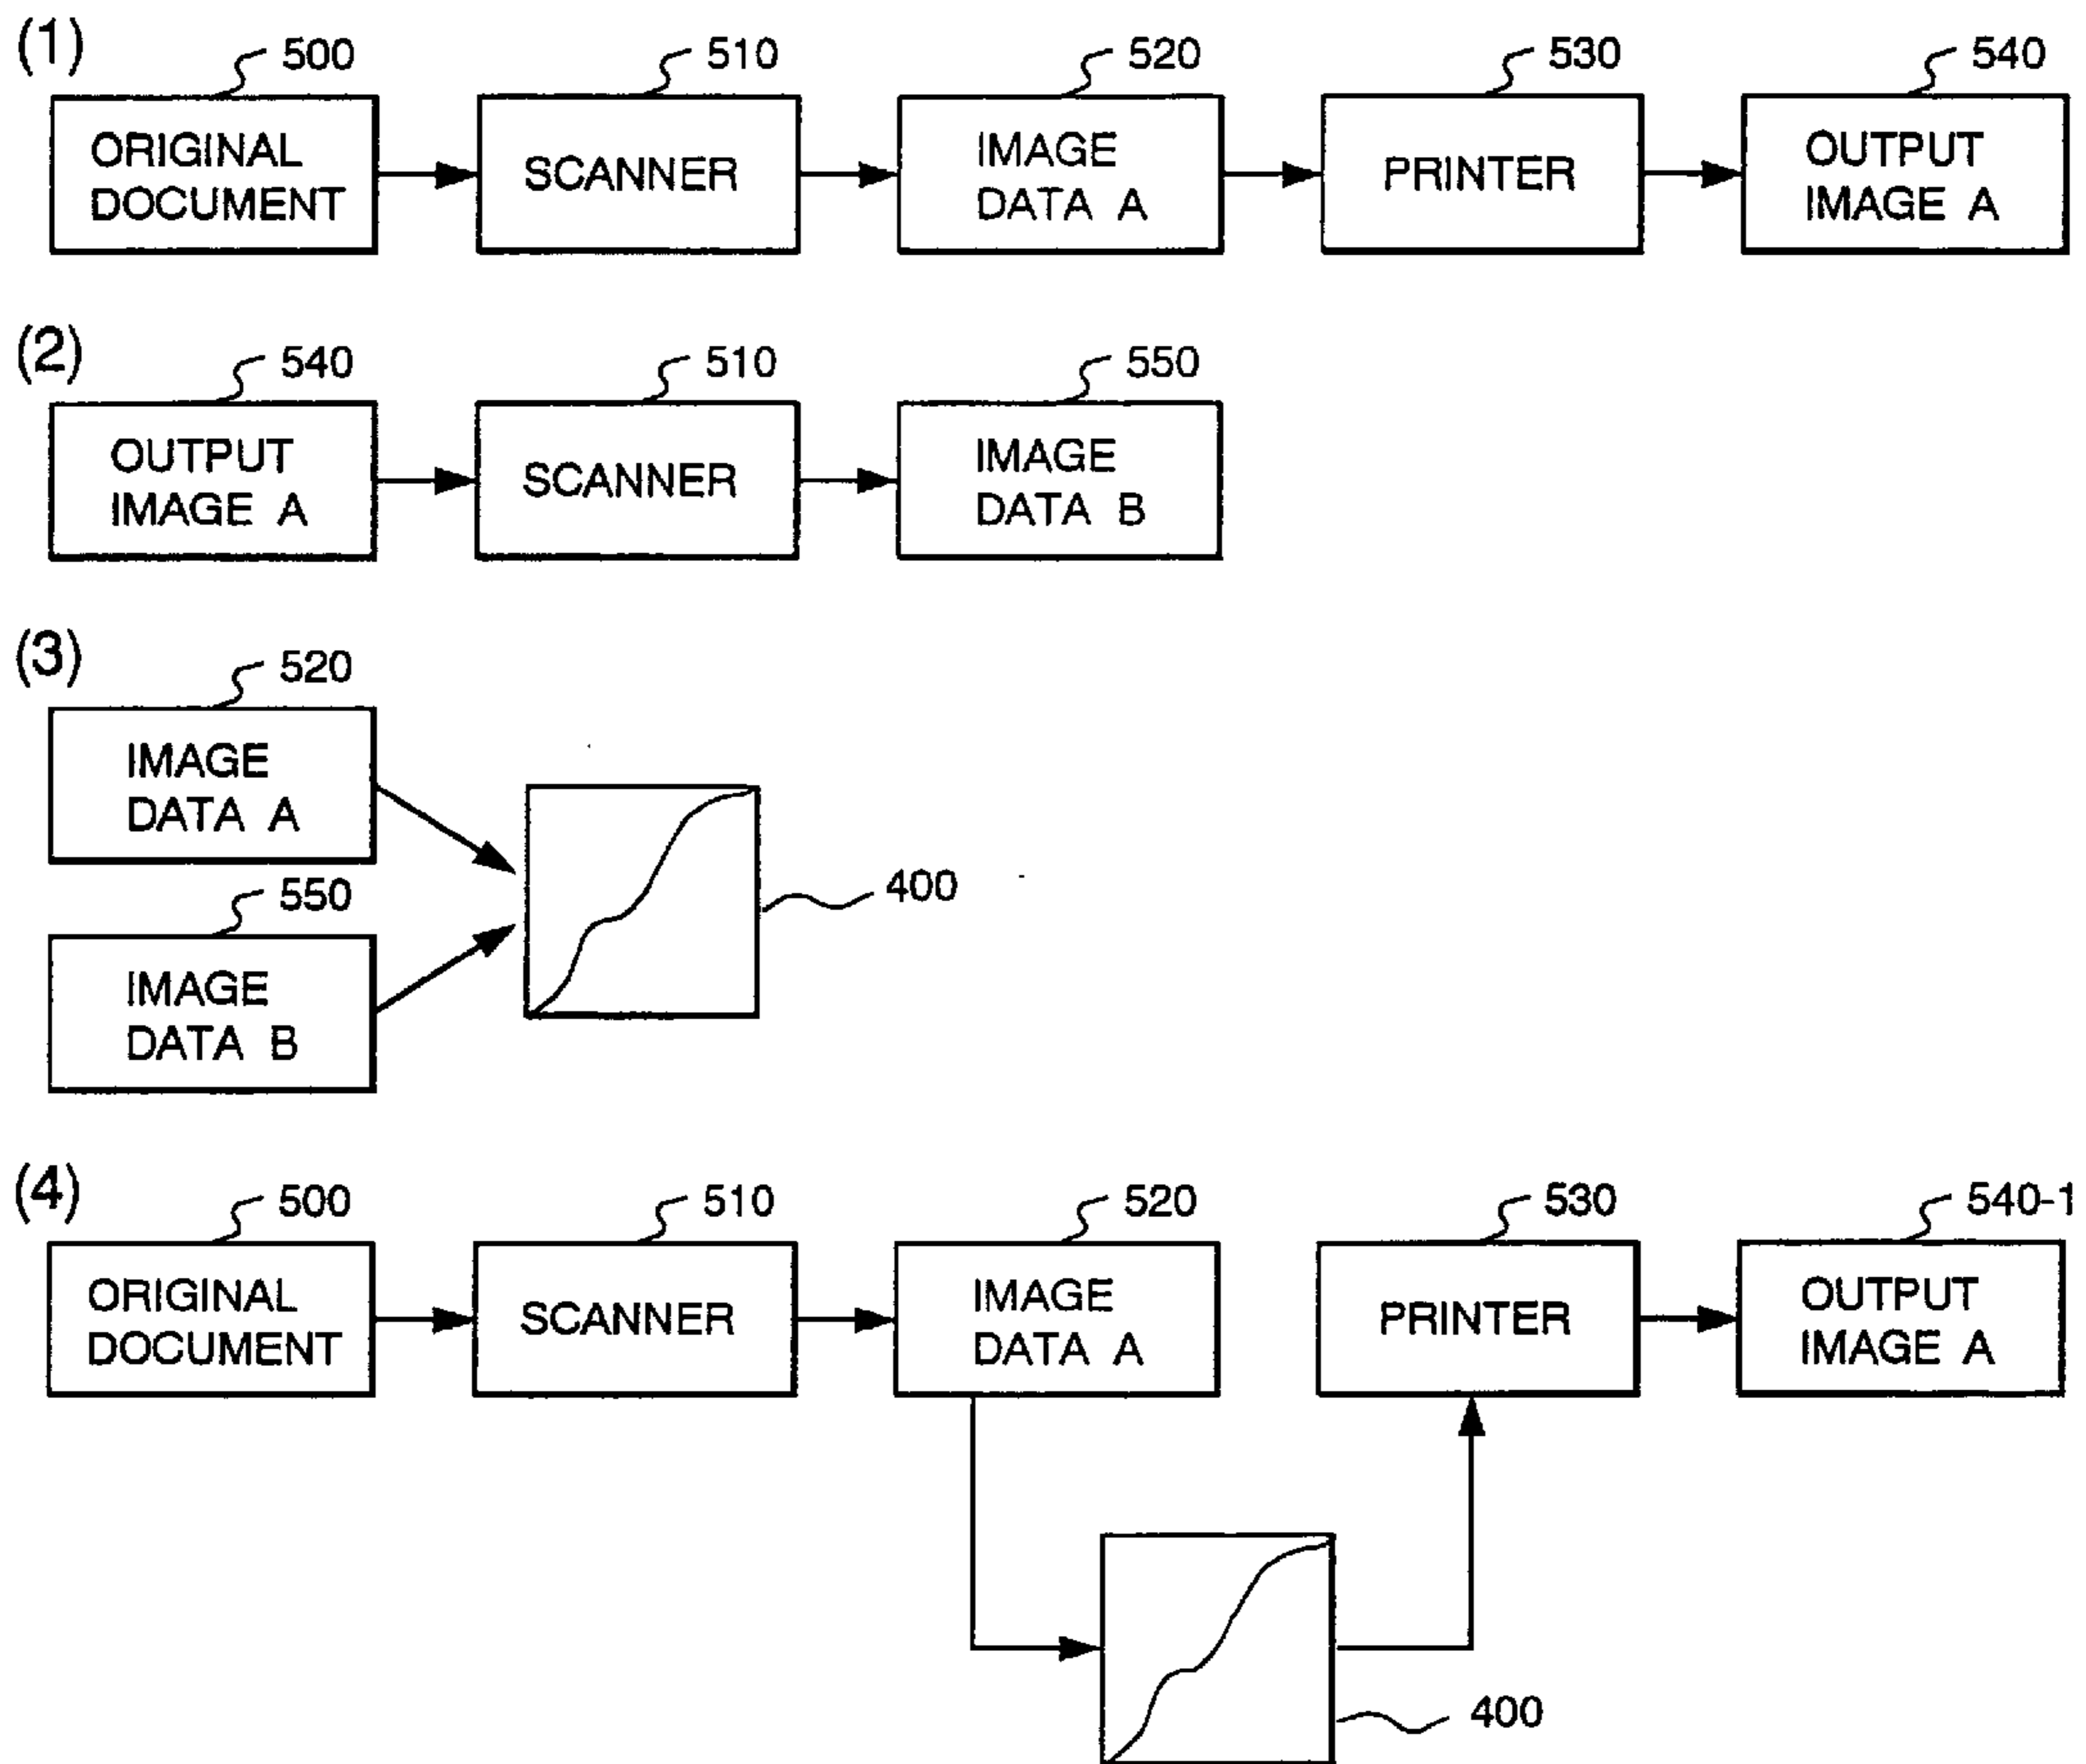 (1)
500
510
520
530
540
ORIGINAL
DOCUMENT
SCANNER
IMAGE
DATA A
PRINTER
OUTPUT
IMAGE A
(2)
540
510
550
OUTPUT
IMAGE A
SCANNER
IMAGE
DATA B
(3)
520
IMAGE
DATA A
400
550
IMAGE
DATA B
(4)
500
510
520
530
540-1
ORIGINAL
DOCUMENT
SCANNER
IMAGE
DATA A
PRINTER
OUTPUT
IMAGE A
400